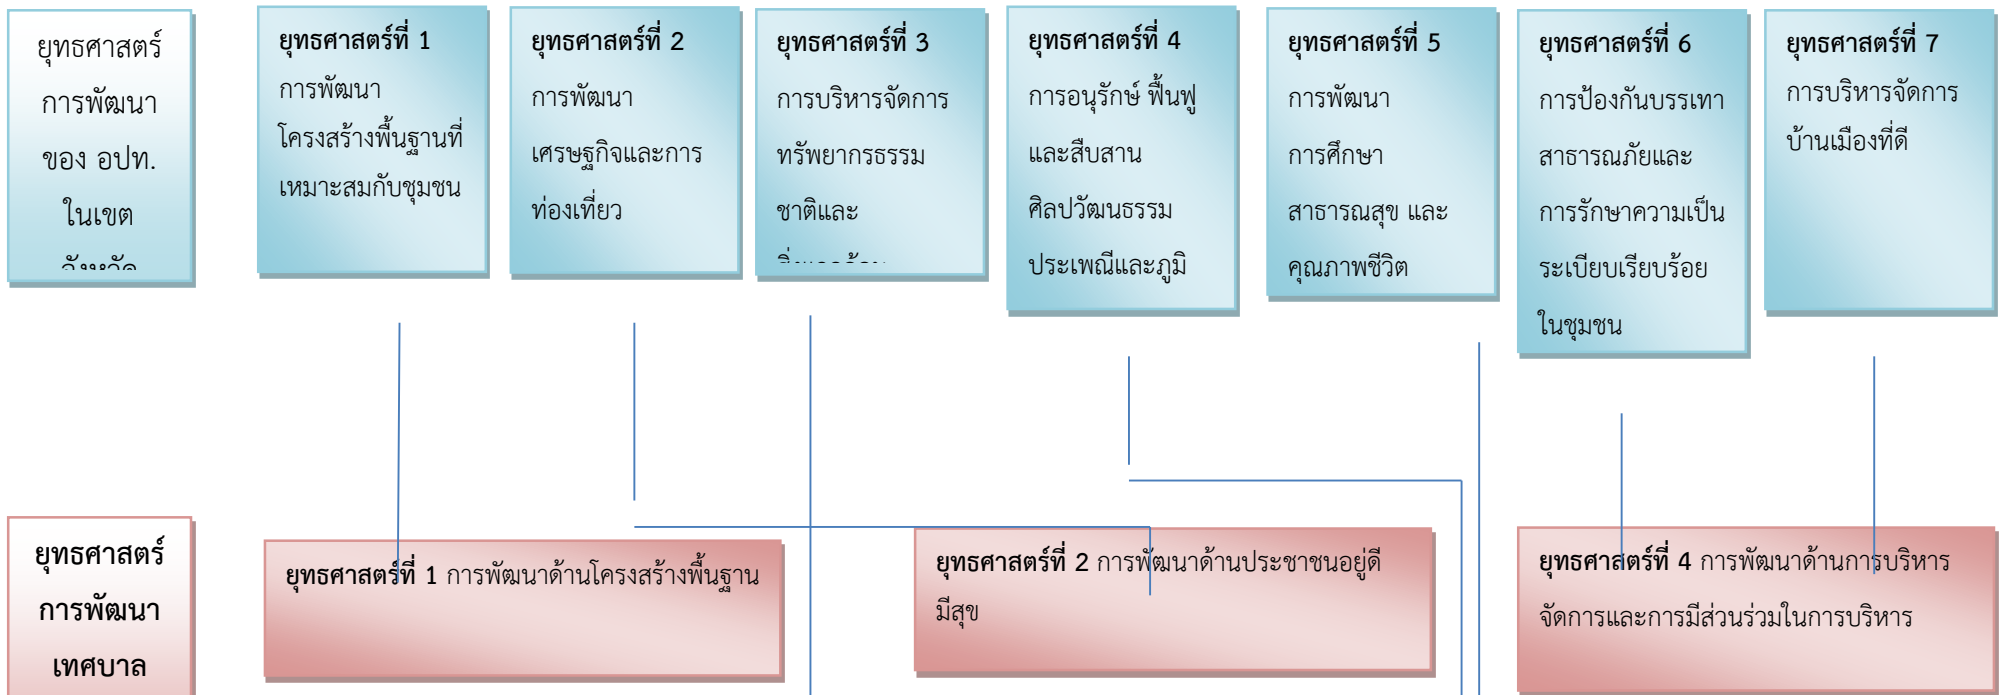 ยุทธศาสตร์
การพัฒนา
ของ อปท.
ในเขต
ยุทธศาสตร์ที่ 1
การพัฒนา
โครงสร้างพื้นฐานที่
เหมาะสมกับชุมชน
ยุทธศาสตร์ที่ 2
การพัฒนา
เศรษฐกิจและการ
ท่องเที่ยว
ยุทธศาสตร์ที่ 3
การบริหารจัดการ
ทรัพยากรธรรม
ชาติและ
ยุทธศาสตร์ที่ 4
การอนุรักษ์ ฟื้นฟู
และสืบสาน
ศิลปวัฒนธรรม
ประเพณีและภูมิ
ยุทธศาสตร์ที่ 5
การพัฒนา
การศึกษา
สาธารณสุข และ
คุณภาพชีวิต
ยุทธศาสตร์ที่ 6
การป้องกันบรรเทา
สาธารณภัยและ
การรักษาความเป็น
ระเบียบเรียบร้อย
ในชุมชน
ยุทธศาสตร์ที่ 7
การบริหารจัดการ
บ้านเมืองที่ดี
ยุทธศาสตร์
การพัฒนา
เทศบาล
ยุทธศาสตร์ที่ 1 การพัฒนาด้านโครงสร้างพื้นฐาน
ยุทธศาสตร์ที่ 2 การพัฒนาด้านประชาชนอยู่ดี
มีสุข
ยุทธศาสตร์ที่ 4 การพัฒนาด้านการบริหาร
จัดการและการมีส่วนร่วมในการบริหาร